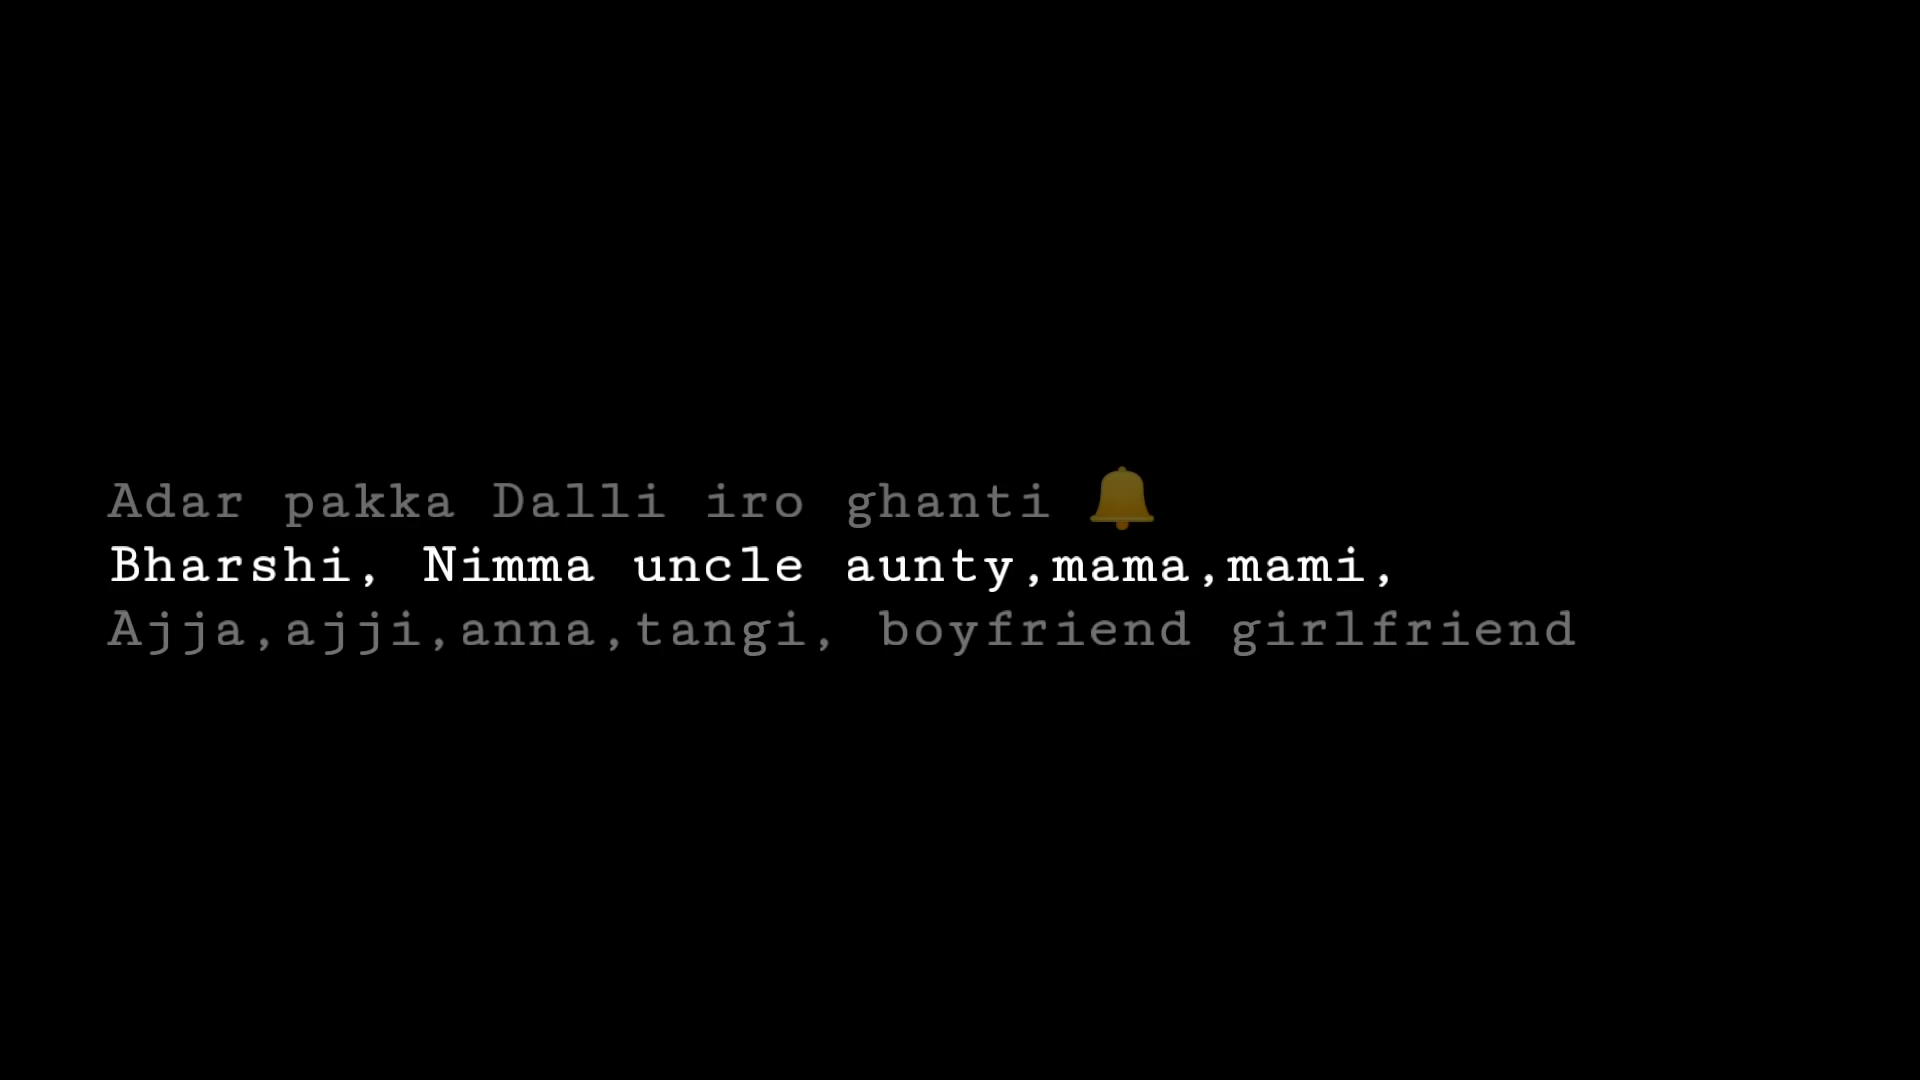 Adar pakka Dalli iro ghanti 🔔
Bharshi, Nimma uncle aunty,mama,mami,
Ajja,ajji,anna,tangi, boyfriend girlfriend